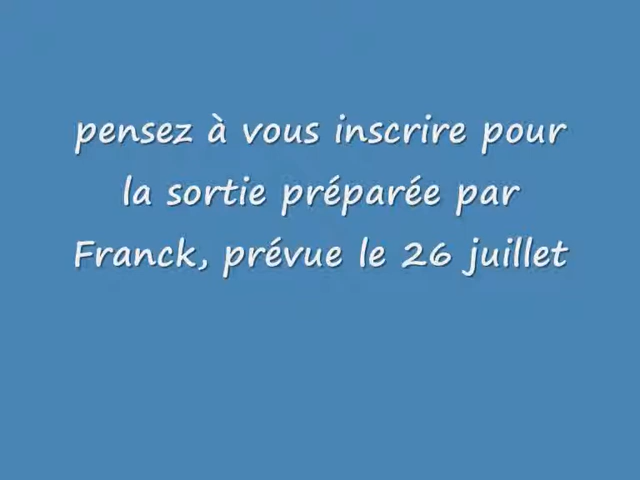 pensez à vous inscrire pour
la sortie préparée par
Franck, prévue le 26 juillet